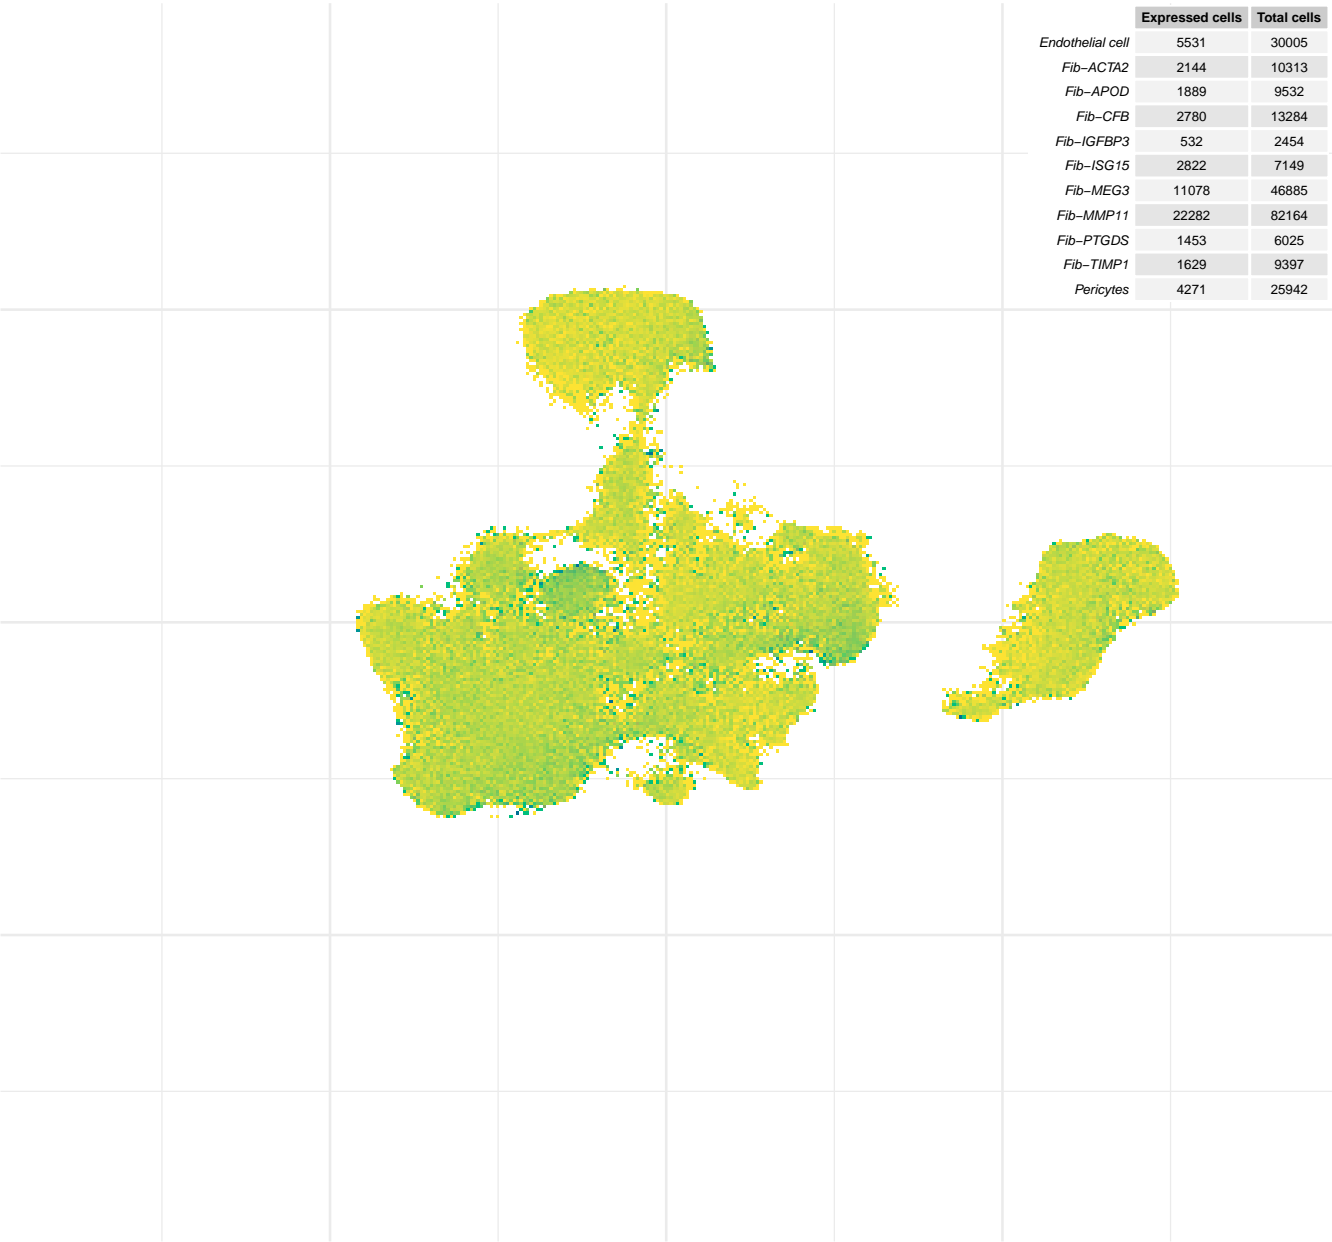 Expressed cells Total cells
Endothelial cell 5531 30005
Fib−ACTA2 2144 10313
Fib−APOD 1889 9532
Fib−CFB 2780 13284
Fib−IGFBP3 532 2454
Fib−ISG15 2822 7149
Fib−MEG3 11078 46885
Fib−MMP11 22282 82164
Fib−PTGDS 1453 6025
Fib−TIMP1 1629 9397
Pericytes 4271 25942